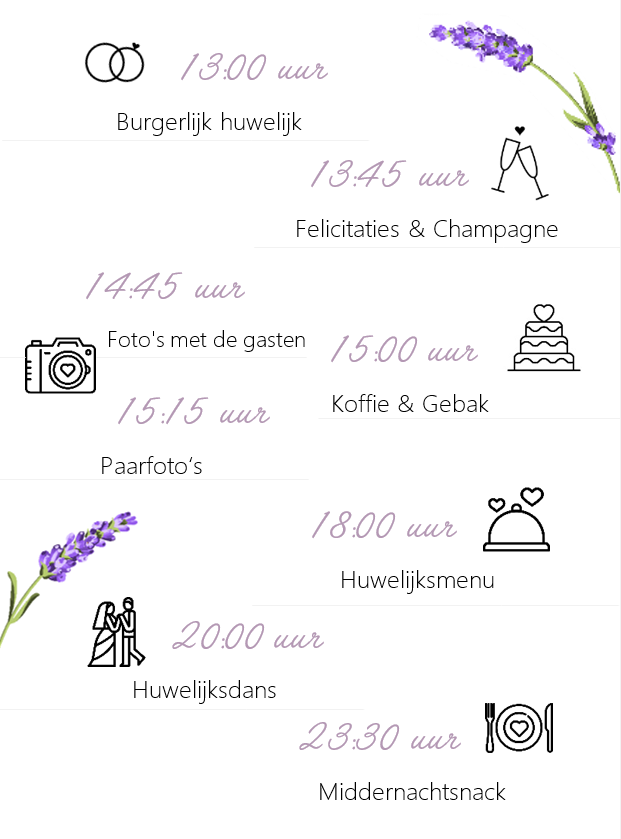 13:00 uur
Burgerlijk huwelijk
13:45 uur
Felicitaties & Champagne
14:45 uur
Foto's met de gasten
15:00 uur
Koffie & Gebak
15:15 uur
Paarfoto's
18:00 uur
Huwelijksmenu
20:00 uur
Huwelijksdans
23:30 uur
Middernachtsnack